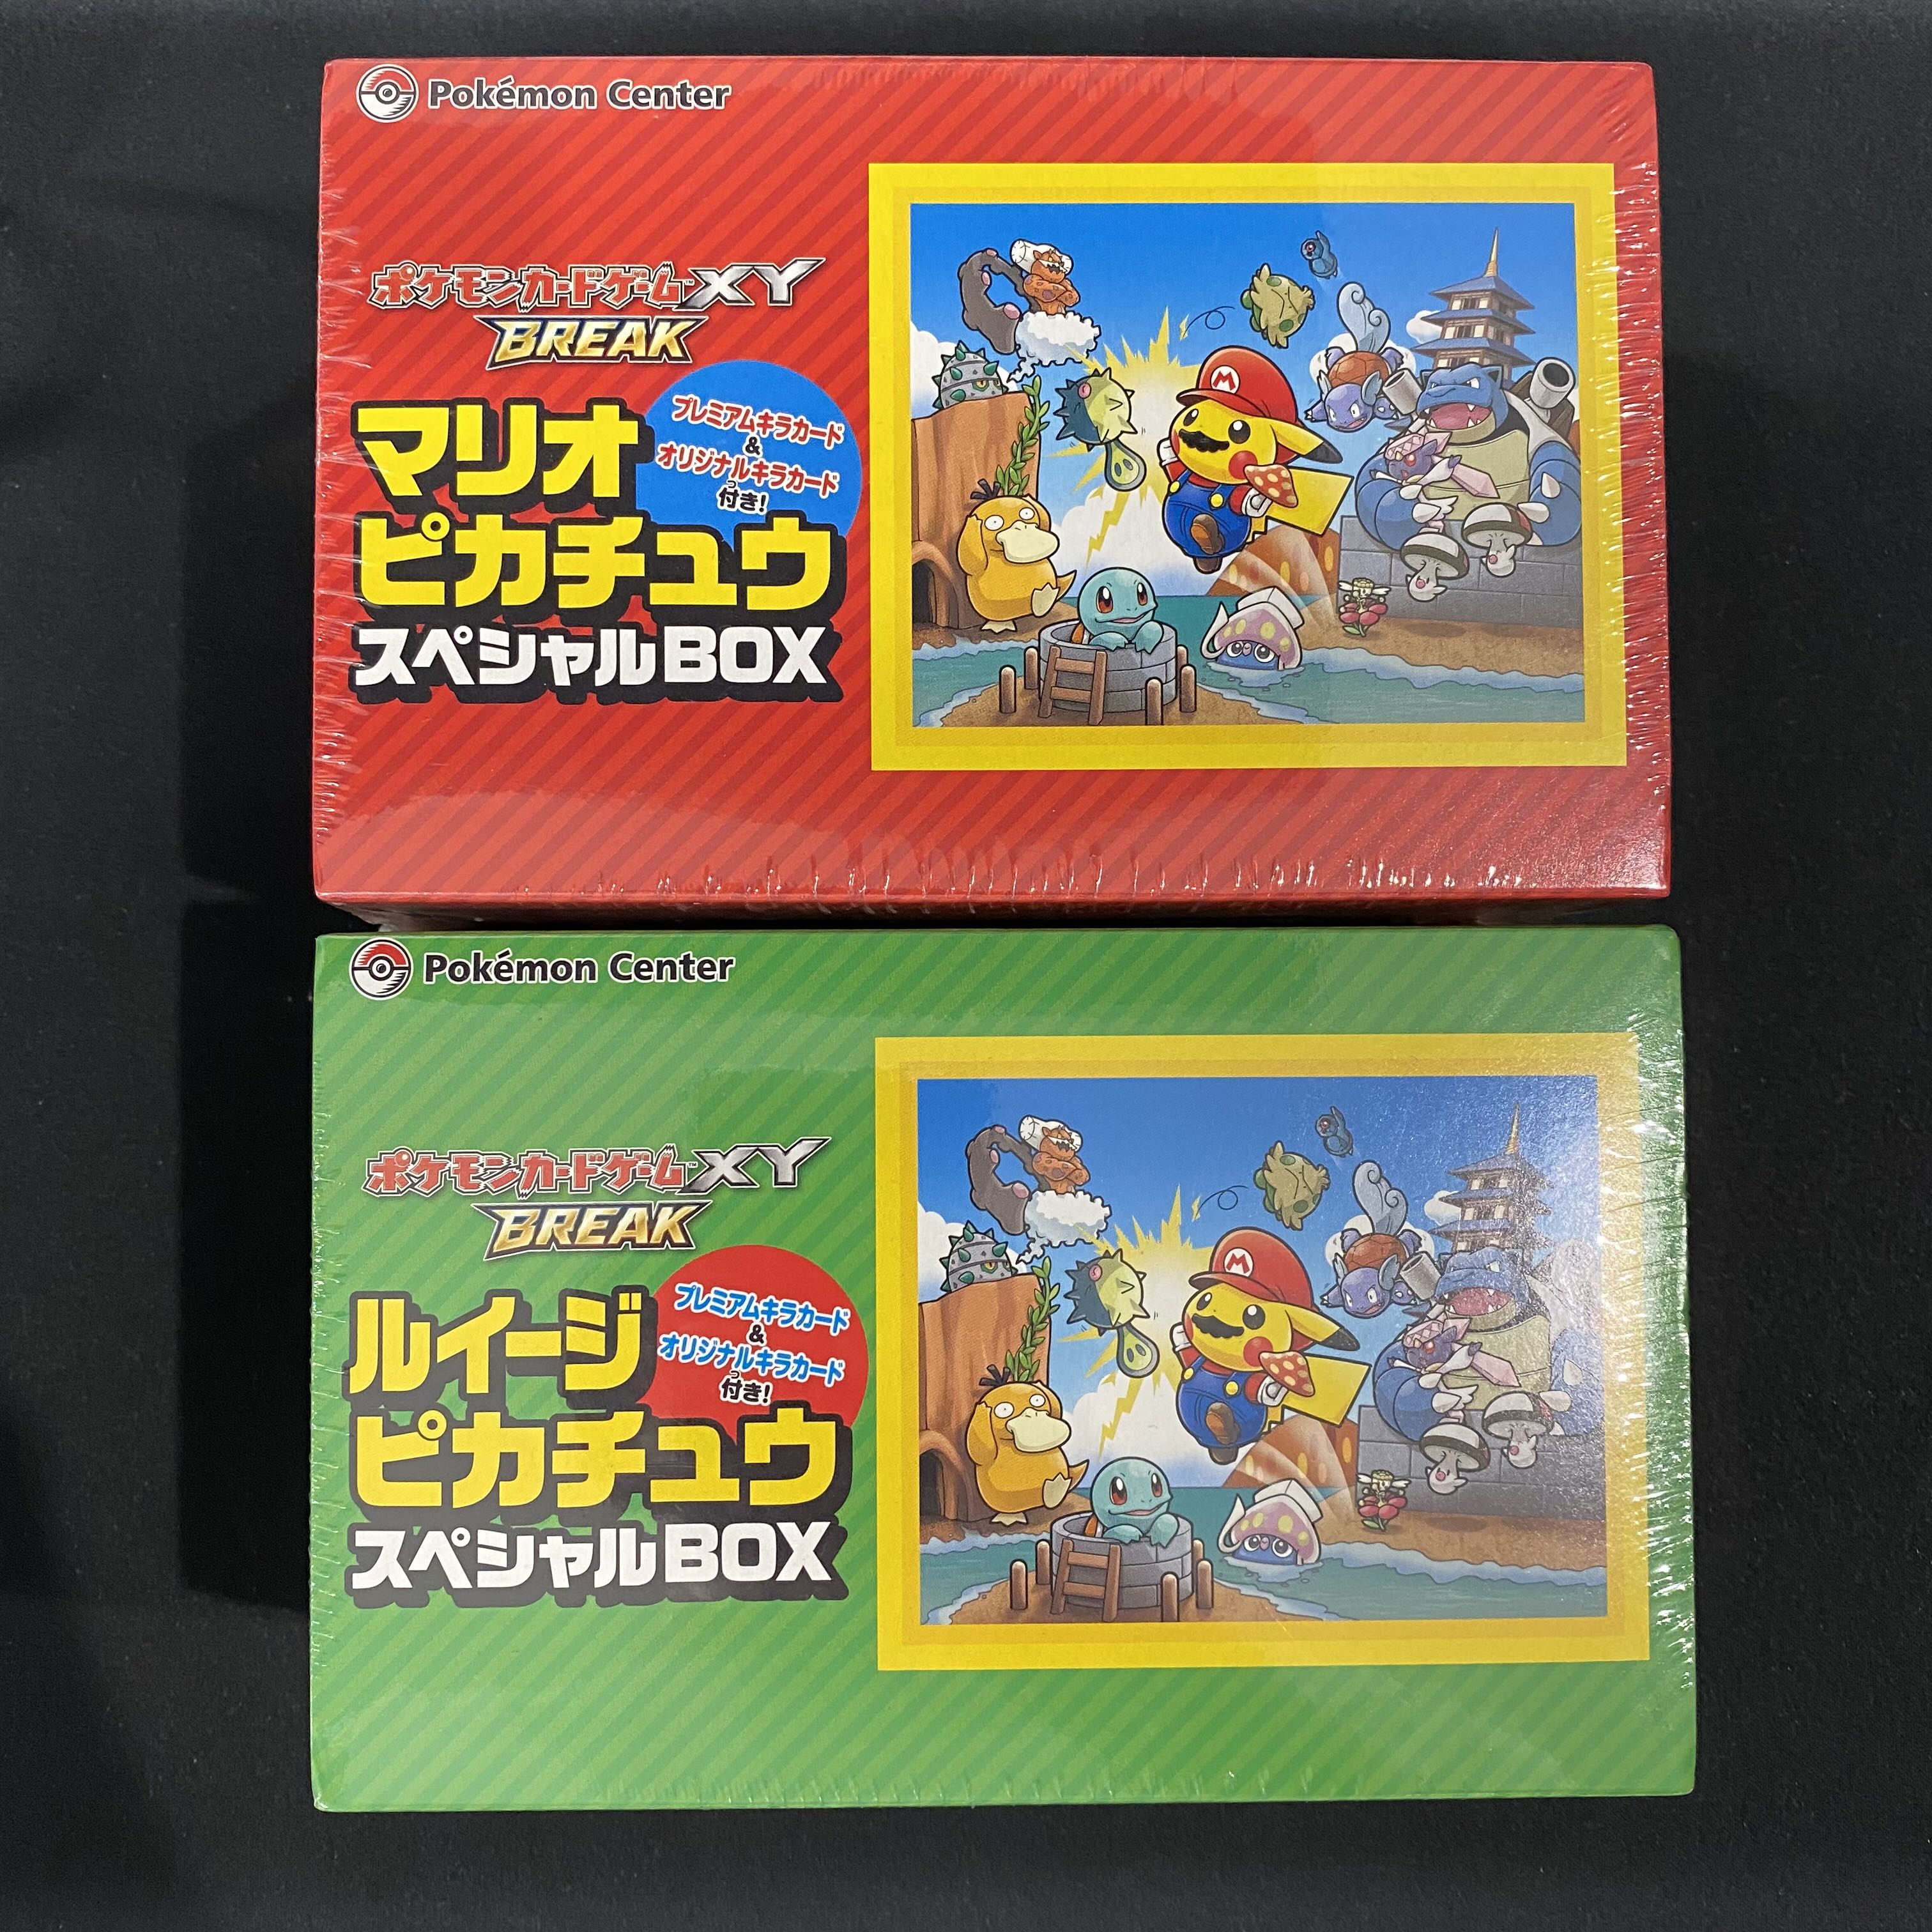 Pokémon Center
ポケモンカードゲーム™XY
BREAK
プレミアムキラカード
&
オリジナルキラカード
付き!
マリオ
ピカチュウ
スペシャルBOX
M
Pokémon Center
ポケモンカードゲーム™XY
BREAK
プレミアムキラカード
&
オリジナルキラカード
付き!
ルイージ
ピカチュウ
スペシャルBOX
M